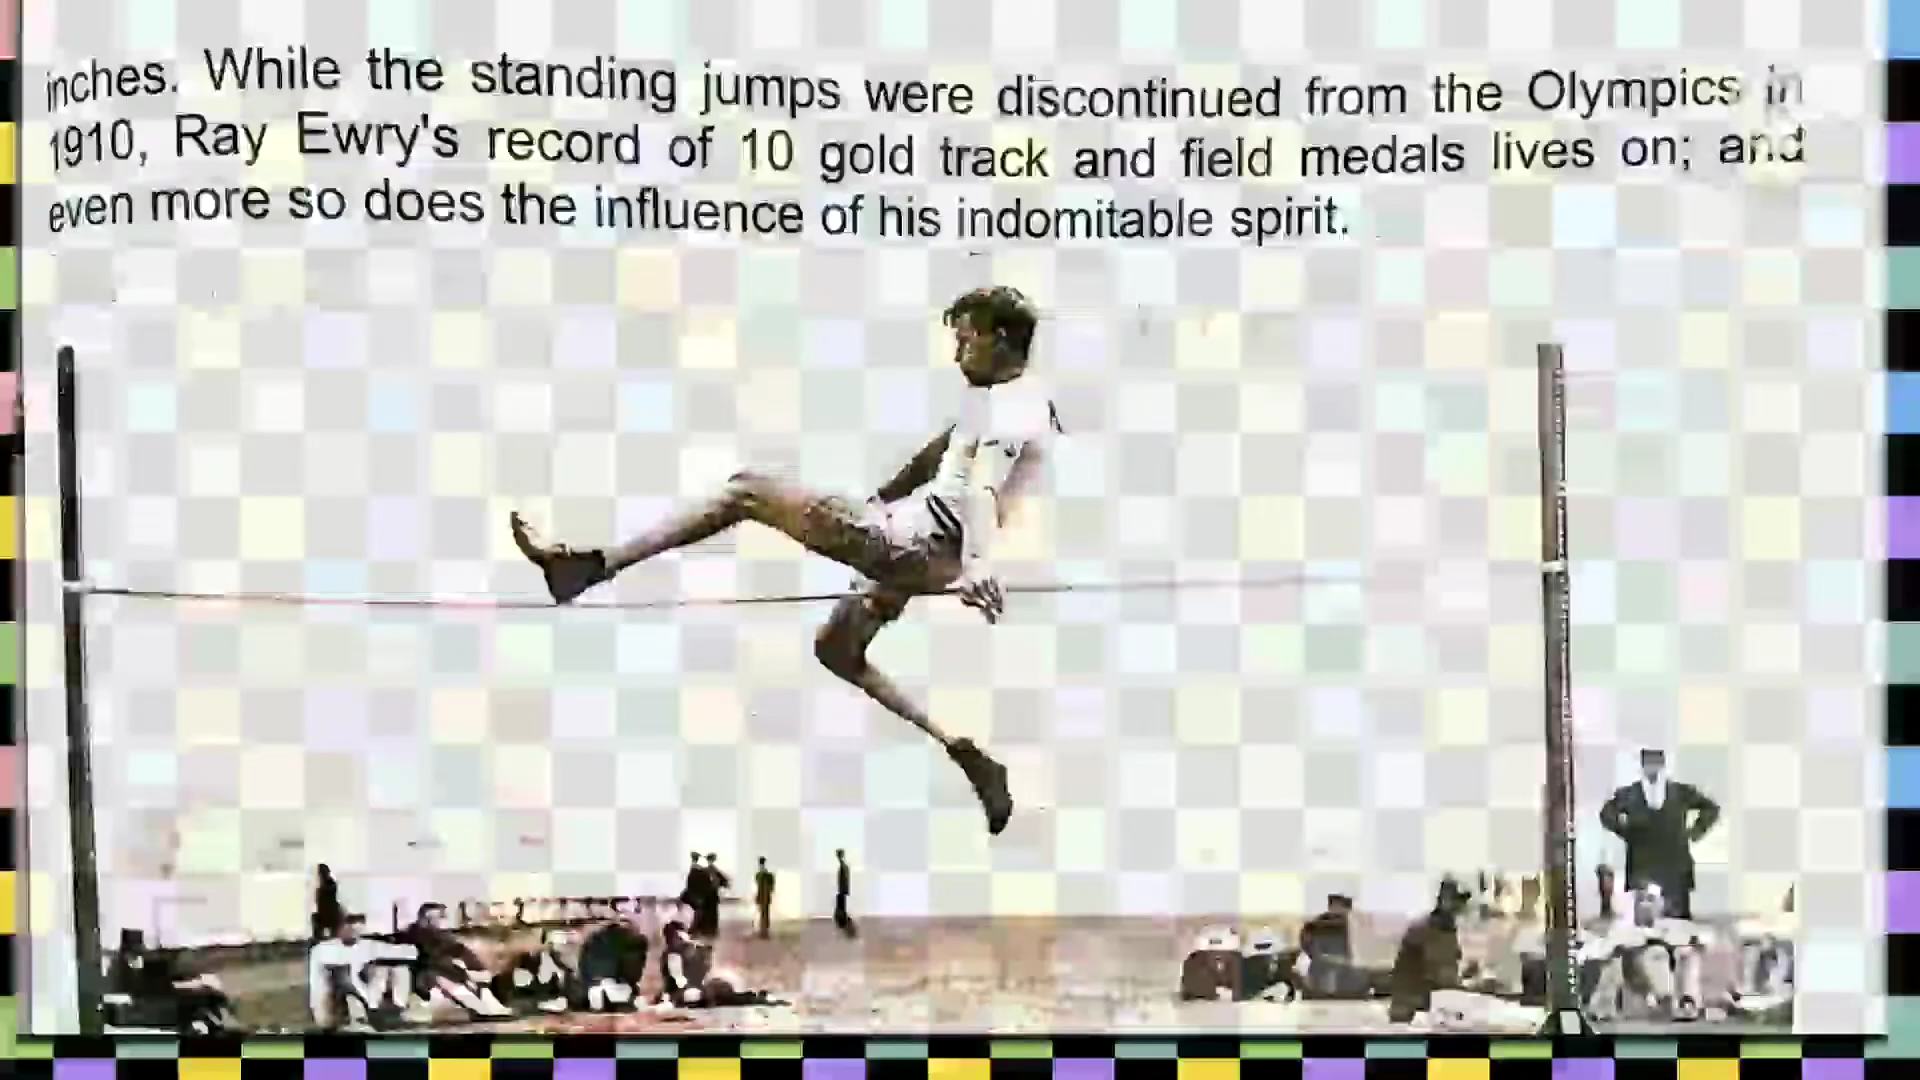 inches. While the standing jumps were discontinued from the Olympics in
1910, Ray Ewry's record of 10 gold track and field medals lives on; and
even more so does the influence of his indomitable spirit.